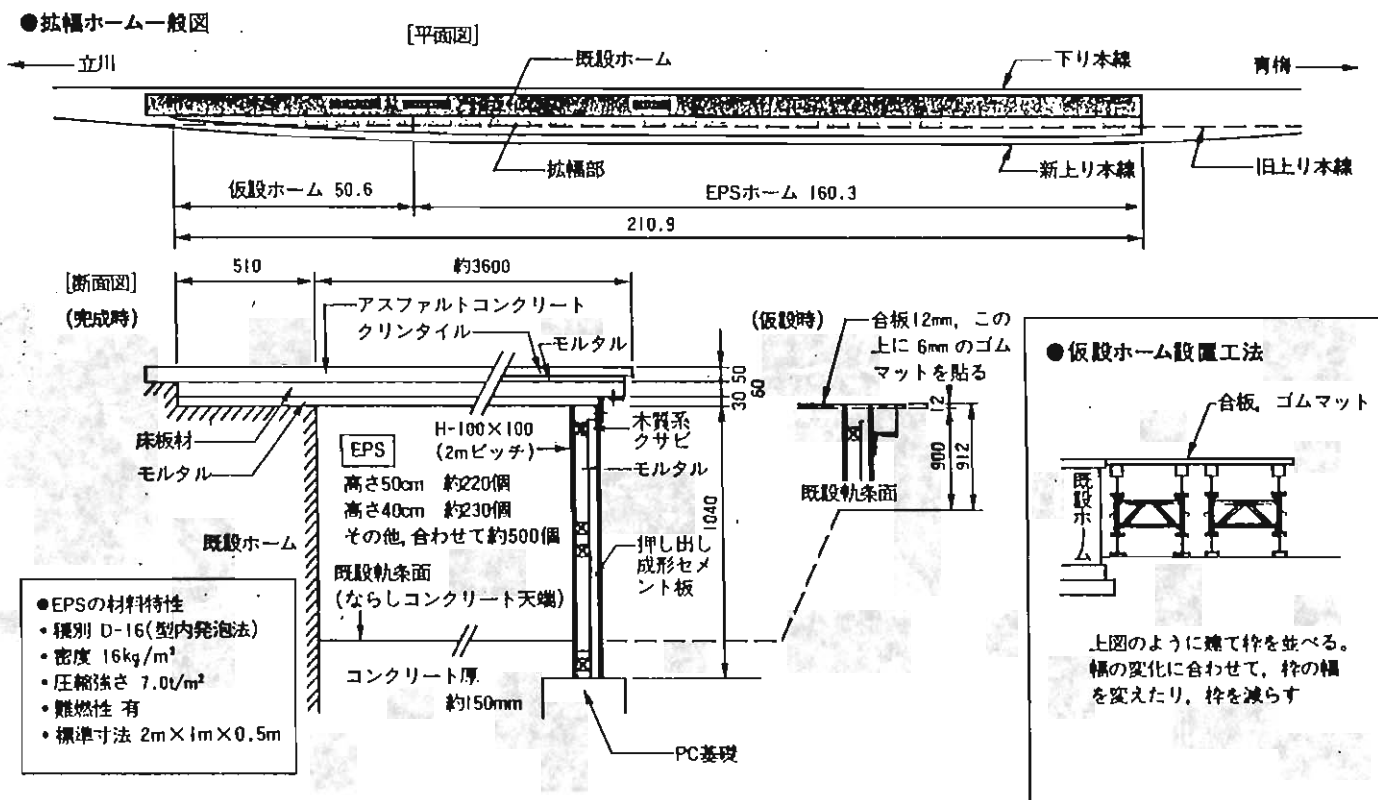 ●拡幅ホーム一般図
[平面図]
立川
既設ホーム
下り本線
青梅
拡幅部
新上り本線
旧上り本線
仮設ホーム 50.6
EPSホーム 160.3
210.9
[断面図]
(完成時)
510
約3600
アスファルトコンクリート
クリンタイル
モルタル
50
60
30
床板材
モルタル
H-100×100
(2mピッチ)
木質系
クサビ
モルタル
EPS
高さ50cm 約220個
高さ40cm 約230個
その他,合わせて約500個
既設ホーム
1040
押し出し
成形セメ
ント板
既設軌条面
(ならしコンクリート天端)
コンクリート厚
約150mm
PC基礎
●EPSの材料特性
・種別 D-16(型内発泡法)
・密度 16kg/m³
・圧縮強さ 7.0t/m²
・難燃性 有
・標準寸法 2m×1m×0.5m
(仮設時)
合板12mm,この
上に 6mm のゴム
マットを貼る
12
900
912
既設軌条面
●仮設ホーム設置工法
合板,ゴムマット
既設ホーム
上図のように建て枠を並べる。
幅の変化に合わせて,枠の幅
を変えたり,枠を減らす